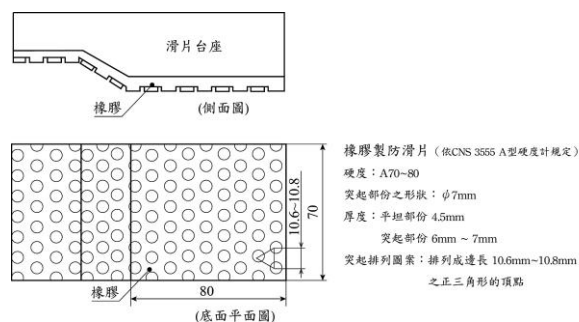 滑片台座
橡膠
(側面圖)
橡膠製防滑片(依CNS 3555 A型硬度計規定)
硬度：A70~80
突起部份之形狀：φ7mm
厚度：平坦部份 4.5mm
突起部份 6mm ~ 7mm
突起排列圖案：排列成邊長 10.6mm~10.8mm
之正三角形的頂點
10.6~10.8
70
橡膠
80
(底面平面圖)